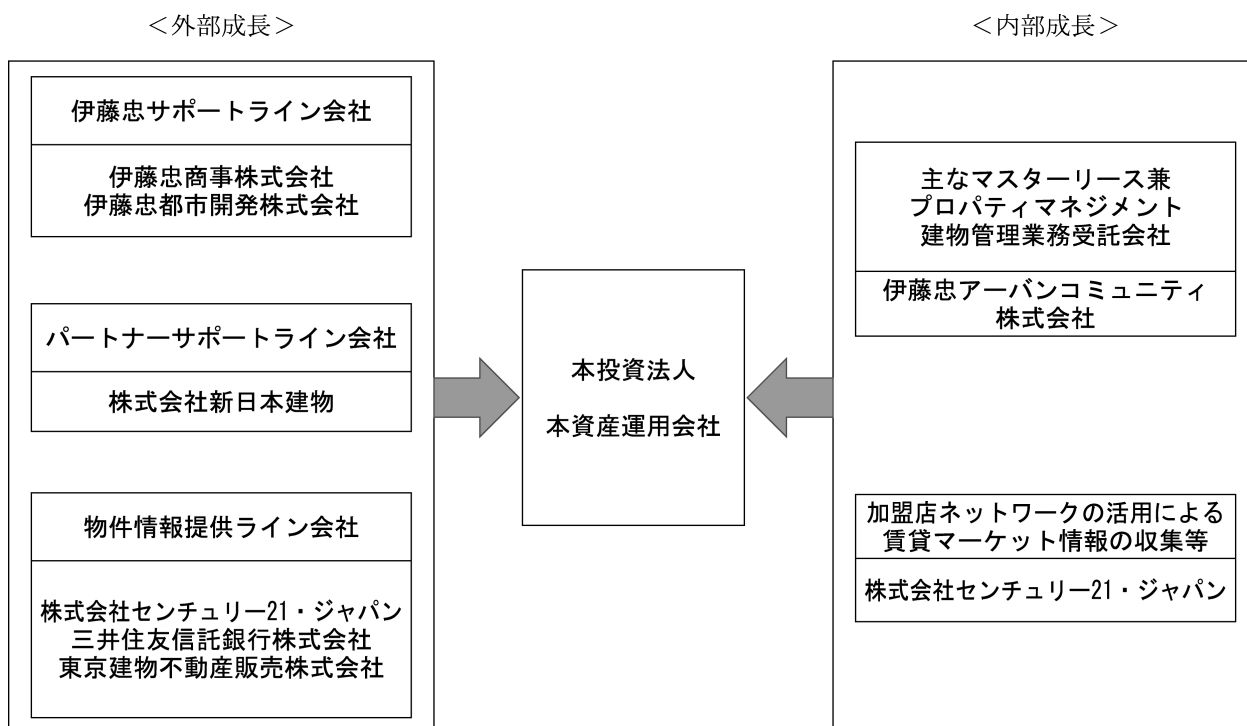 ＜外部成長＞
伊藤忠サポートライン会社
伊藤忠商事株式会社
伊藤忠都市開発株式会社
パートナーサポートライン会社
株式会社新日本建物
物件情報提供ライン会社
株式会社センチュリー21・ジャパン
三井住友信託銀行株式会社
東京建物不動産販売株式会社
本投資法人
本資産運用会社
＜内部成長＞
主なマスターリース兼
プロパティマネジメント
建物管理業務受託会社
伊藤忠アーバンコミュニティ
株式会社
加盟店ネットワークの活用による
賃貸マーケット情報の収集等
株式会社センチュリー21・ジャパン